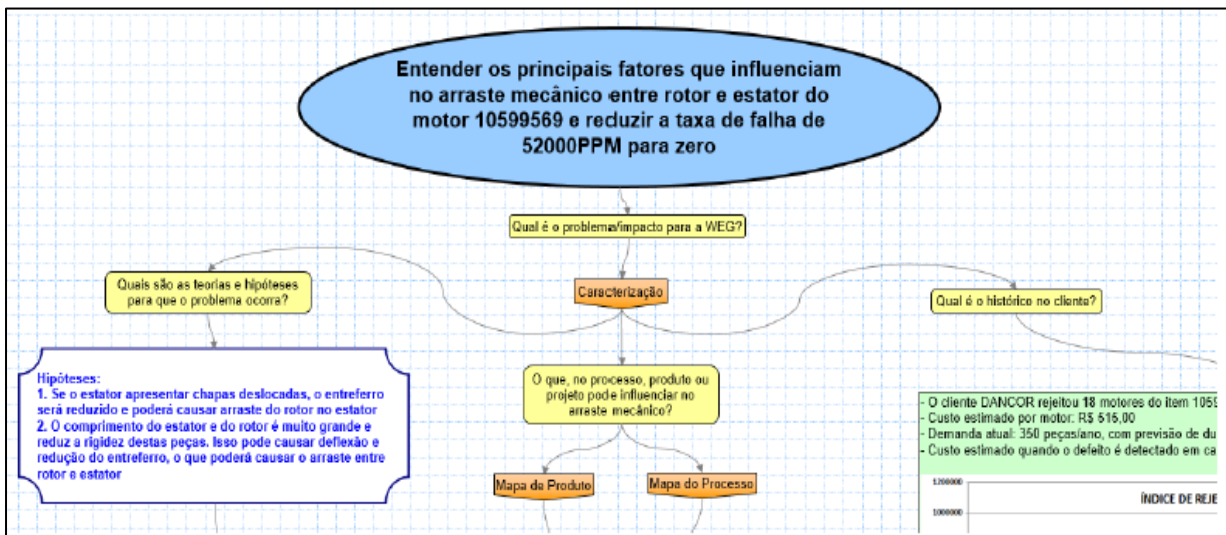 Entender os principais fatores que influenciam
no arraste mecânico entre rotor e estator do
motor 10599569 e reduzir a taxa de falha de
52000PPM para zero
Qual é o problema/impacto para a WEG?
Quais são as teorias e hipóteses
para que o problema ocorra?
Caracterização
Qual é o histórico no cliente?
Hipóteses:
1. Se o estator apresentar chapas deslocadas, o entreferro
será reduzido e poderá causar arraste do rotor no estator
2. O comprimento do estator e do rotor é muito grande e
reduz a rigidez destas peças. Isso pode causar deflexão e
redução do entreferro, o que poderá causar o arraste entre
rotor e estator
O que, no processo, produto ou
projeto pode influenciar no
arraste mecânico?
Mapa de Produto
Mapa do Processo
- O cliente DANCOR rejeitou 18 motores do item 1059
- Custo estimado por motor: R$ 515,00
- Demanda atual: 350 peças/ano, com previsão de du
- Custo estimado quando o defeito é detectado em ca
1200000
ÍNDICE DE REJE
1000000